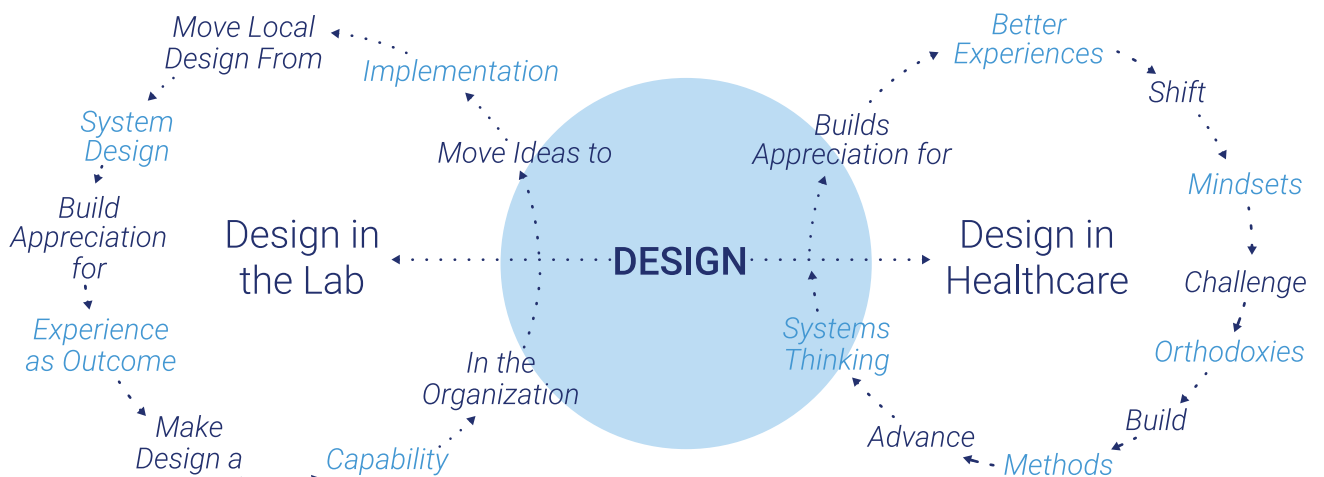 Move Local
Design From
Implementation
System
Design
Move Ideas to
Build
Appreciation
for
Design in
the Lab
Experience
as Outcome
In the
Organization
Make
Design a
Capability
DESIGN
Better
Experiences
Shift
Builds
Appreciation for
Mindsets
Design in
Healthcare
Challenge
Systems
Thinking
Orthodoxies
Build
Advance
Methods